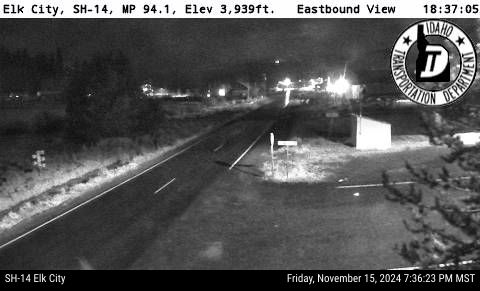 Elk City, SH-14, MP 94.1, Elev 3,939ft. Eastbound View 18:37:05
IDAHO
TRANSPORTATION DEPARTMENT
SH-14 Elk City Friday, November 15, 2024 7:36:23 PM MST